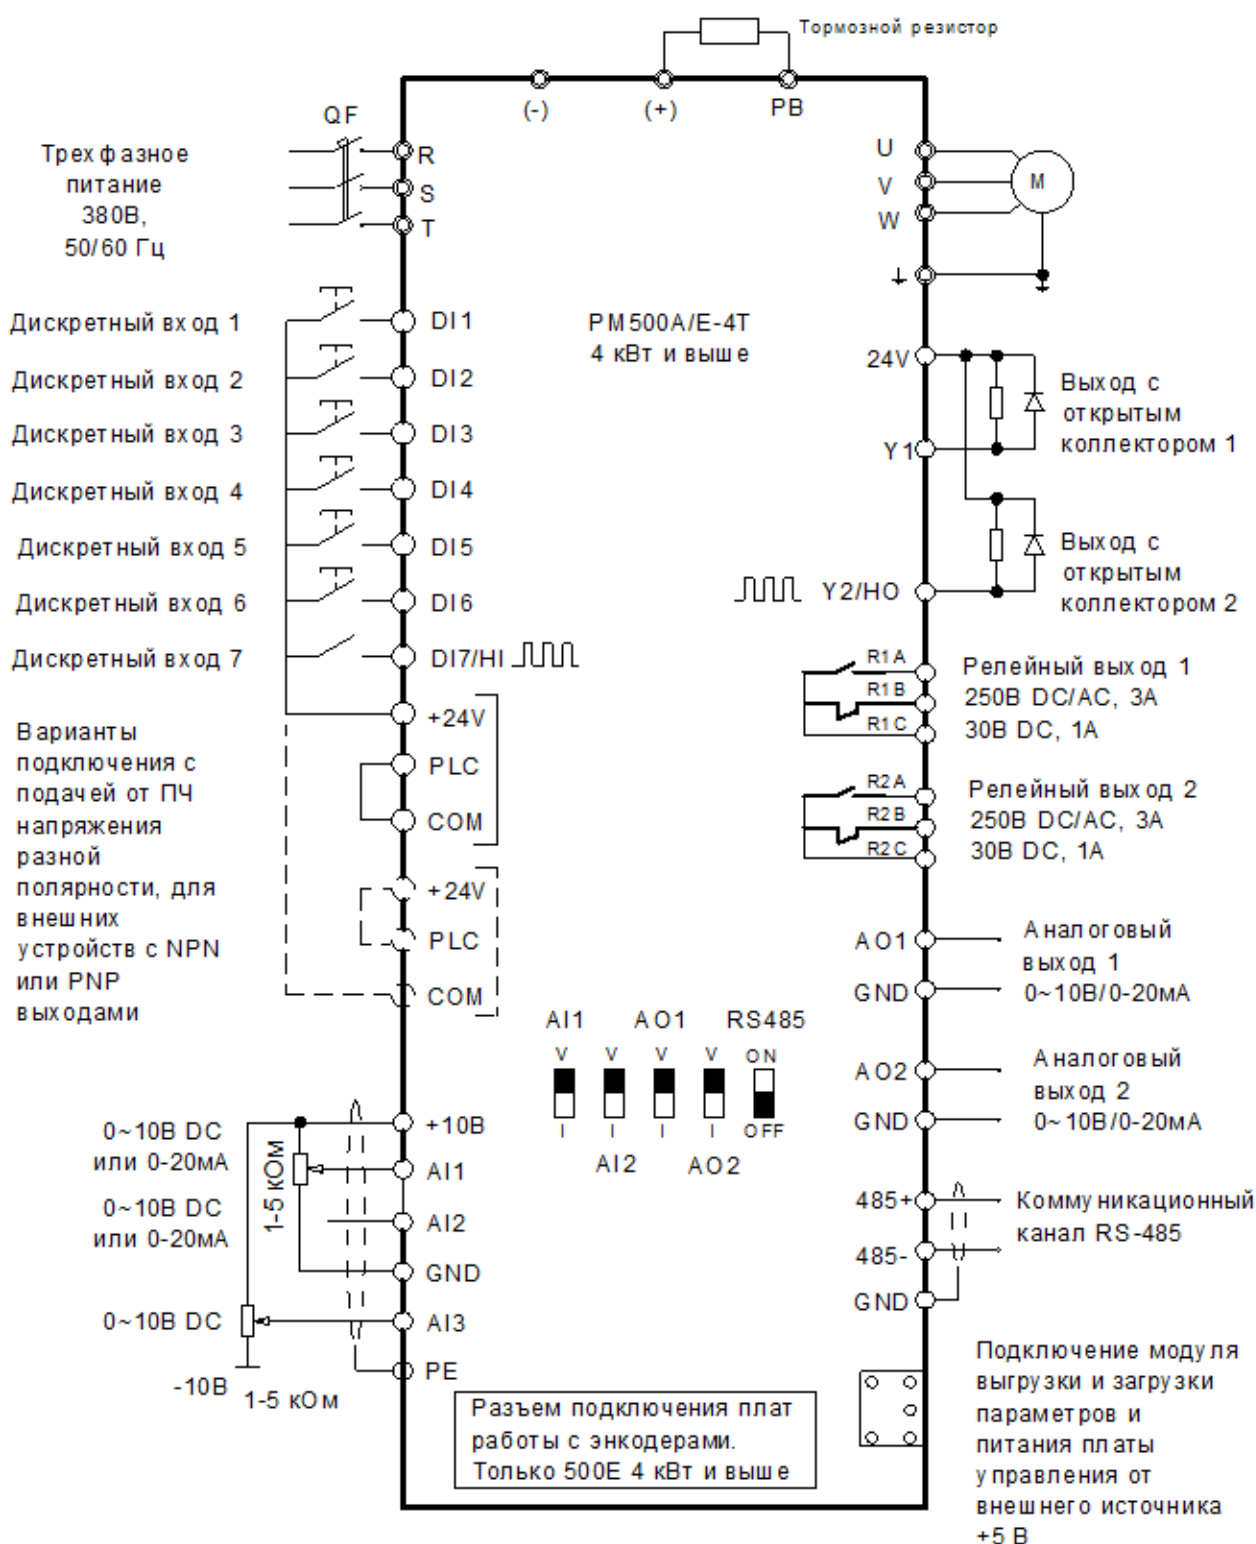 Тормозной резистор
(-)
(+)
PB
QF
Трехфазное
питание
380В,
50/60 Гц
R
S
T
U
V
W
M
PM500A/E-4T
4 кВт и выше
Дискретный вход 1
DI1
Дискретный вход 2
DI2
Дискретный вход 3
DI3
Дискретный вход 4
DI4
Дискретный вход 5
DI5
Дискретный вход 6
DI6
Дискретный вход 7
DI7/HI
24V
Y1
Выход с
открытым
коллектором 1
Y2/HO
Выход с
открытым
коллектором 2
R1A
R1B
R1C
Релейный выход 1
250В DC/AC, 3А
30В DC, 1А
R2A
R2B
R2C
Релейный выход 2
250В DC/AC, 3А
30В DC, 1А
Варианты
подключения с
подачей от ПЧ
напряжения
разной
полярности, для
внешних
устройств с NPN
или PNP
выходами
+24V
PLC
COM
+24V
PLC
COM
AO1
GND
Аналоговый
выход 1
0~10В/0-20мА
AO2
GND
Аналоговый
выход 2
0~10В/0-20мА
AI1
AO1
RS485
V
V
V
V
ON
I
I
I
I
OFF
AI2
AO2
0~10В DC
или 0-20мА
0~10В DC
или 0-20мА
1-5 кОм
0~10В DC
-10В
1-5 кОм
+10В
AI1
AI2
GND
AI3
PE
485+
485-
GND
Коммуникационный
канал RS-485
Разъем подключения плат
работы с энкодерами.
Только 500E 4 кВт и выше
Подключение модуля
выгрузки и загрузки
параметров и
питания платы
управления от
внешнего источника
+5 В